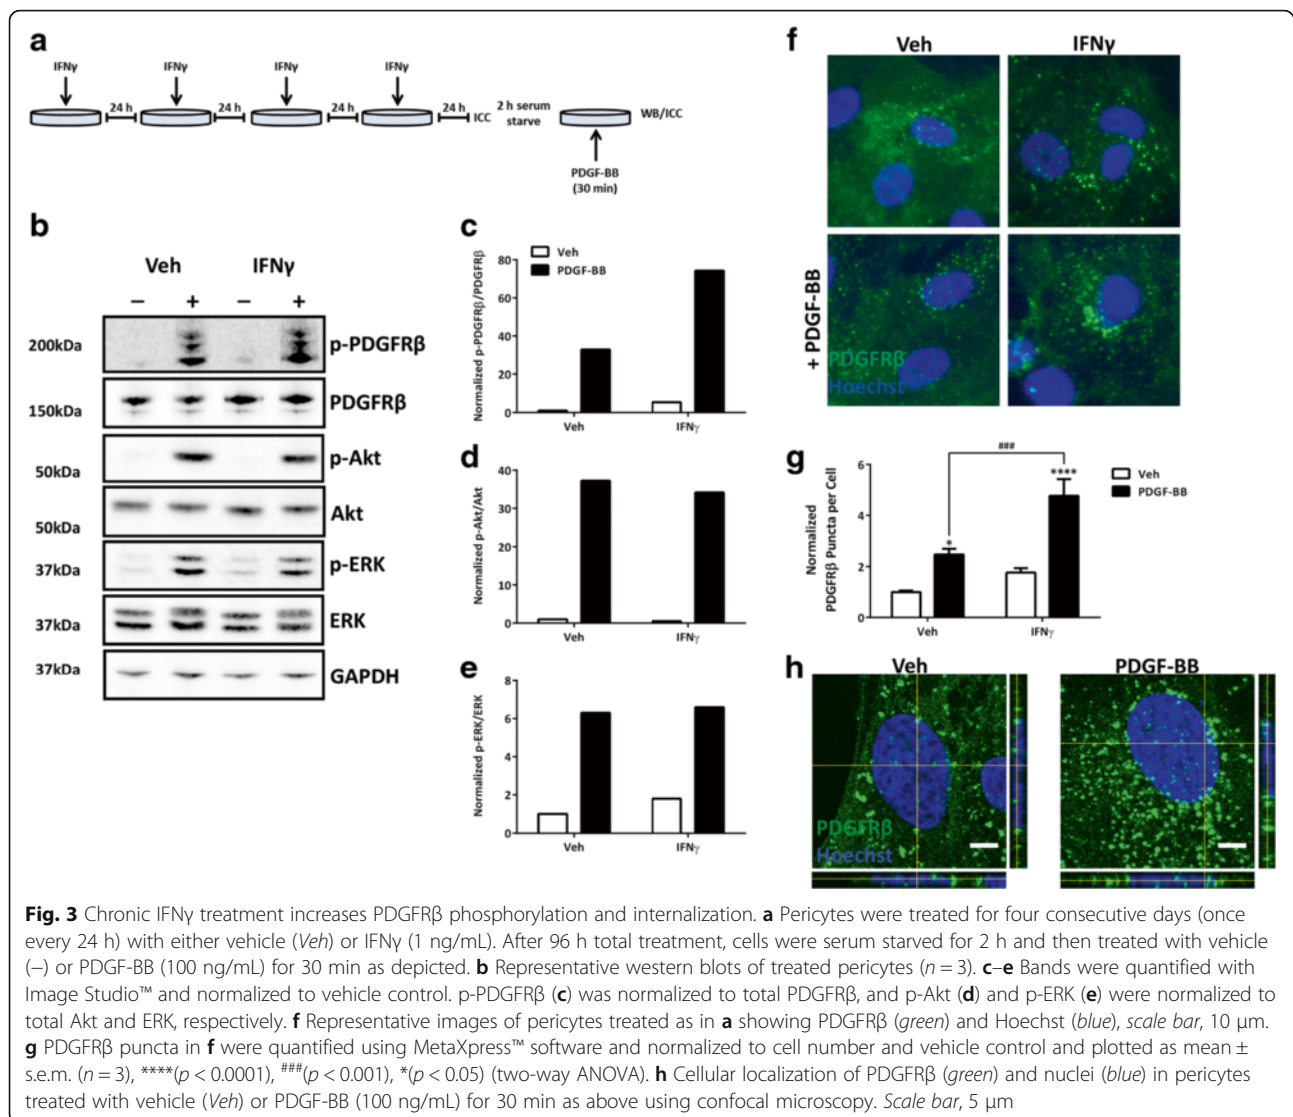 a
IFNγ IFNγ IFNγ IFNγ
24 h 24 h 24 h 24 h ICC 2 h serum starve WB/ICC
PDGF-BB
(30 min)
b
Veh IFNγ
− + − +
200kDa p-PDGFRβ
150kDa PDGFRβ
50kDa p-Akt
50kDa Akt
37kDa p-ERK
37kDa ERK
37kDa GAPDH
c
Normalized p-PDGFRβ/PDGFRβ
Veh
PDGF-BB
80
60
40
20
0
Veh IFNγ
d
Normalized p-Akt/Akt
40
30
20
10
0
Veh IFNγ
e
Normalized p-ERK/ERK
8
6
4
2
0
Veh IFNγ
f
Veh IFNγ
+ PDGF-BB
PDGFRβ
Hoechst
g
Normalized
PDGFRβ Puncta per Cell
###
****
*
Veh
PDGF-BB
6
4
2
0
Veh IFNγ
h
Veh PDGF-BB
PDGFRβ
Hoechst
Fig. 3 Chronic IFNγ treatment increases PDGFRβ phosphorylation and internalization. a Pericytes were treated for four consecutive days (once
every 24 h) with either vehicle (Veh) or IFNγ (1 ng/mL). After 96 h total treatment, cells were serum starved for 2 h and then treated with vehicle
(−) or PDGF-BB (100 ng/mL) for 30 min as depicted. b Representative western blots of treated pericytes (n = 3). c–e Bands were quantified with
Image Studio™ and normalized to vehicle control. p-PDGFRβ (c) was normalized to total PDGFRβ, and p-Akt (d) and p-ERK (e) were normalized to
total Akt and ERK, respectively. f Representative images of pericytes treated as in a showing PDGFRβ (green) and Hoechst (blue), scale bar, 10 μm.
g PDGFRβ puncta in f were quantified using MetaXpress™ software and normalized to cell number and vehicle control and plotted as mean ±
s.e.m. (n = 3), ****(p < 0.0001), ###(p < 0.001), *(p < 0.05) (two-way ANOVA). h Cellular localization of PDGFRβ (green) and nuclei (blue) in pericytes
treated with vehicle (Veh) or PDGF-BB (100 ng/mL) for 30 min as above using confocal microscopy. Scale bar, 5 μm